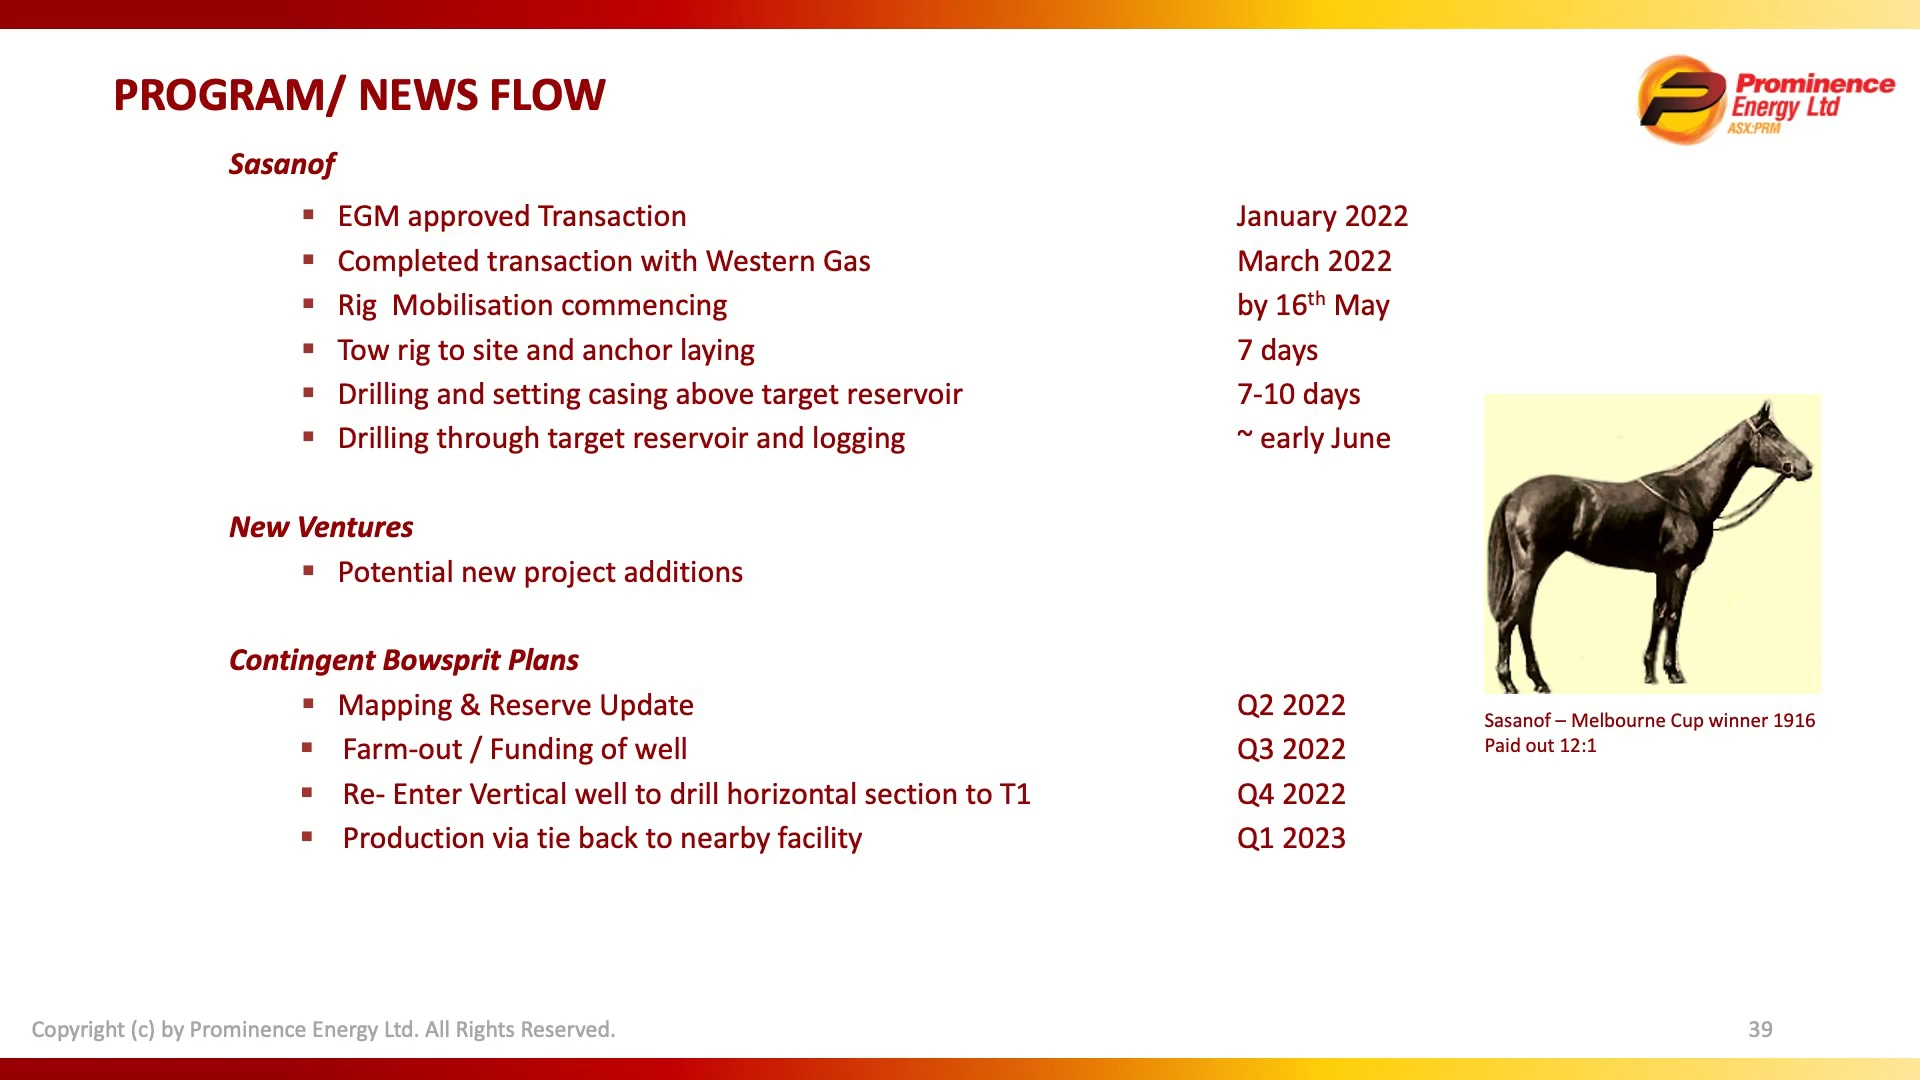 PROGRAM/ NEWS FLOW
Prominence
Energy Ltd
ASX:PRM
Sasanof
▪ EGM approved Transaction January 2022
▪ Completed transaction with Western Gas March 2022
▪ Rig  Mobilisation commencing by 16th May
▪ Tow rig to site and anchor laying 7 days
▪ Drilling and setting casing above target reservoir 7-10 days
▪ Drilling through target reservoir and logging ~ early June
New Ventures
▪ Potential new project additions
Contingent Bowsprit Plans
▪ Mapping & Reserve Update Q2 2022
▪ Farm-out / Funding of well Q3 2022
▪ Re- Enter Vertical well to drill horizontal section to T1 Q4 2022
▪ Production via tie back to nearby facility Q1 2023
Sasanof – Melbourne Cup winner 1916
Paid out 12:1
Copyright (c) by Prominence Energy Ltd. All Rights Reserved. 39